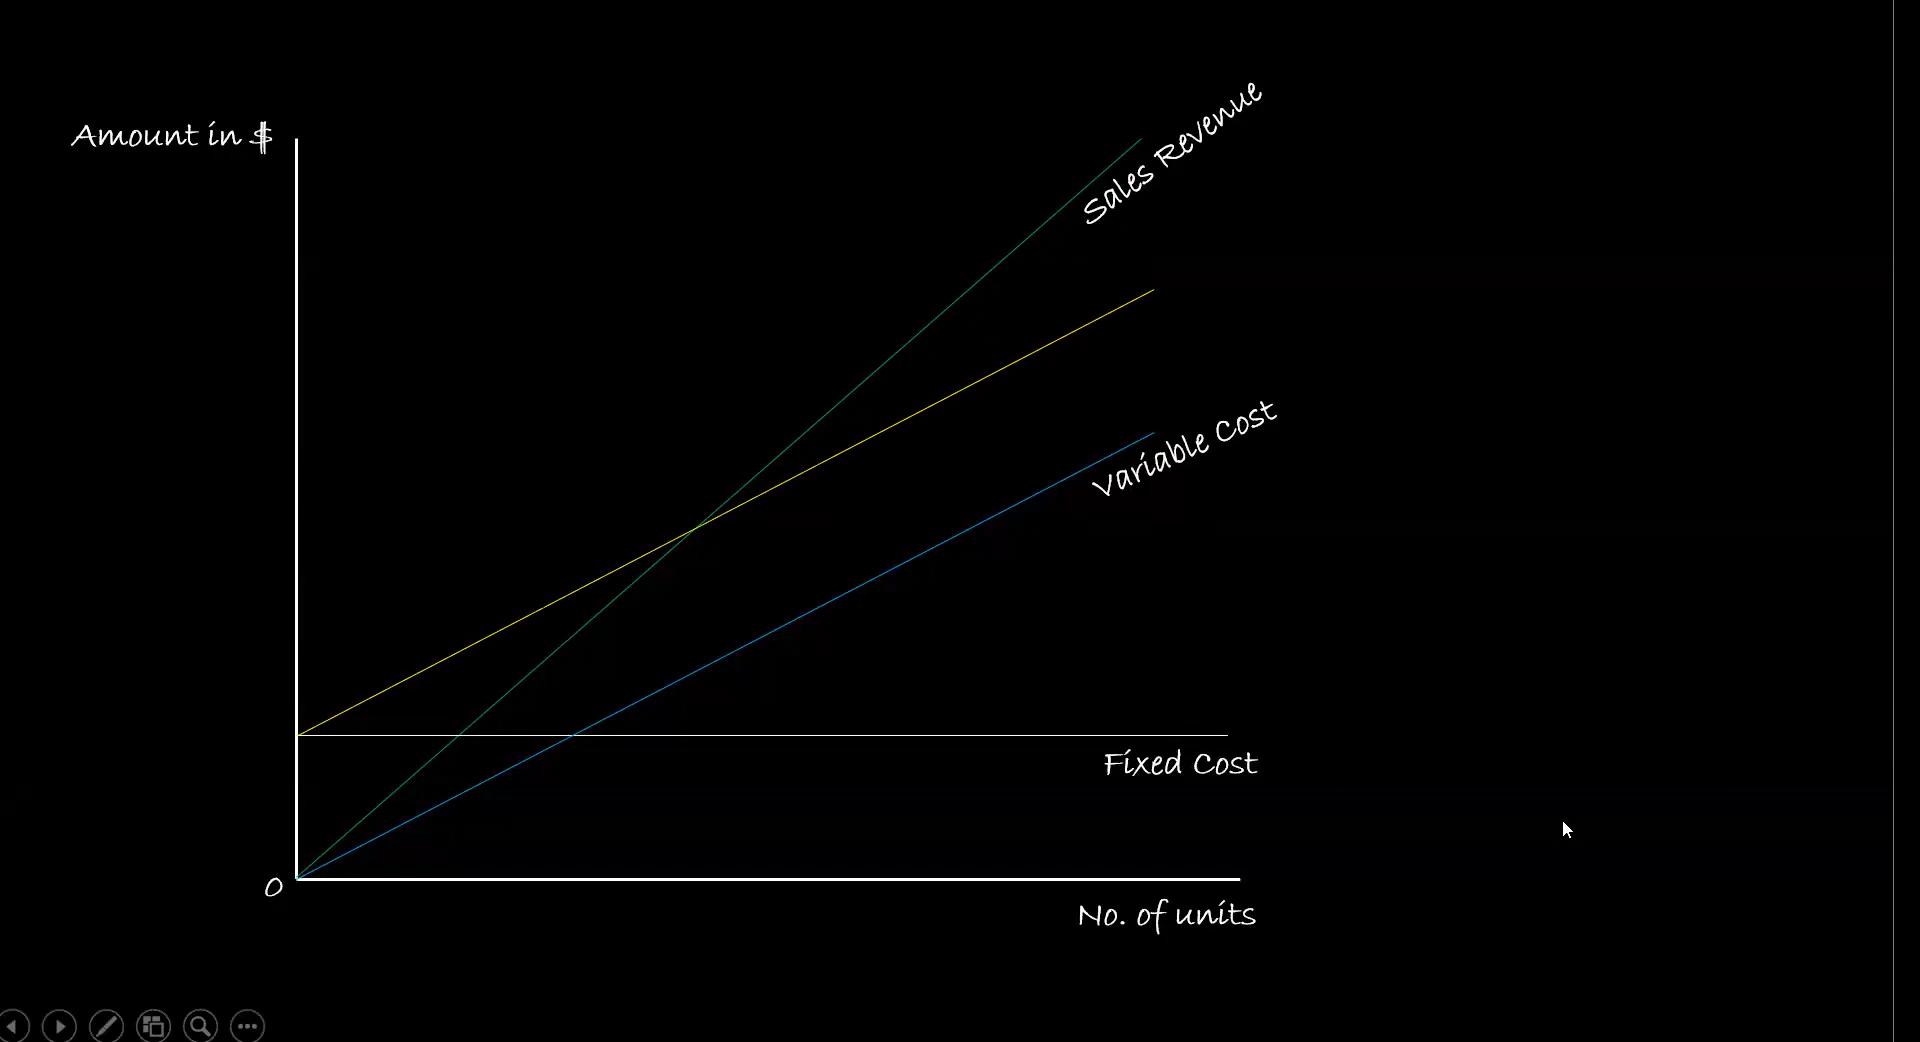 Amount in $
Sales Revenue
Variable Cost
Fixed Cost
0
No. of units